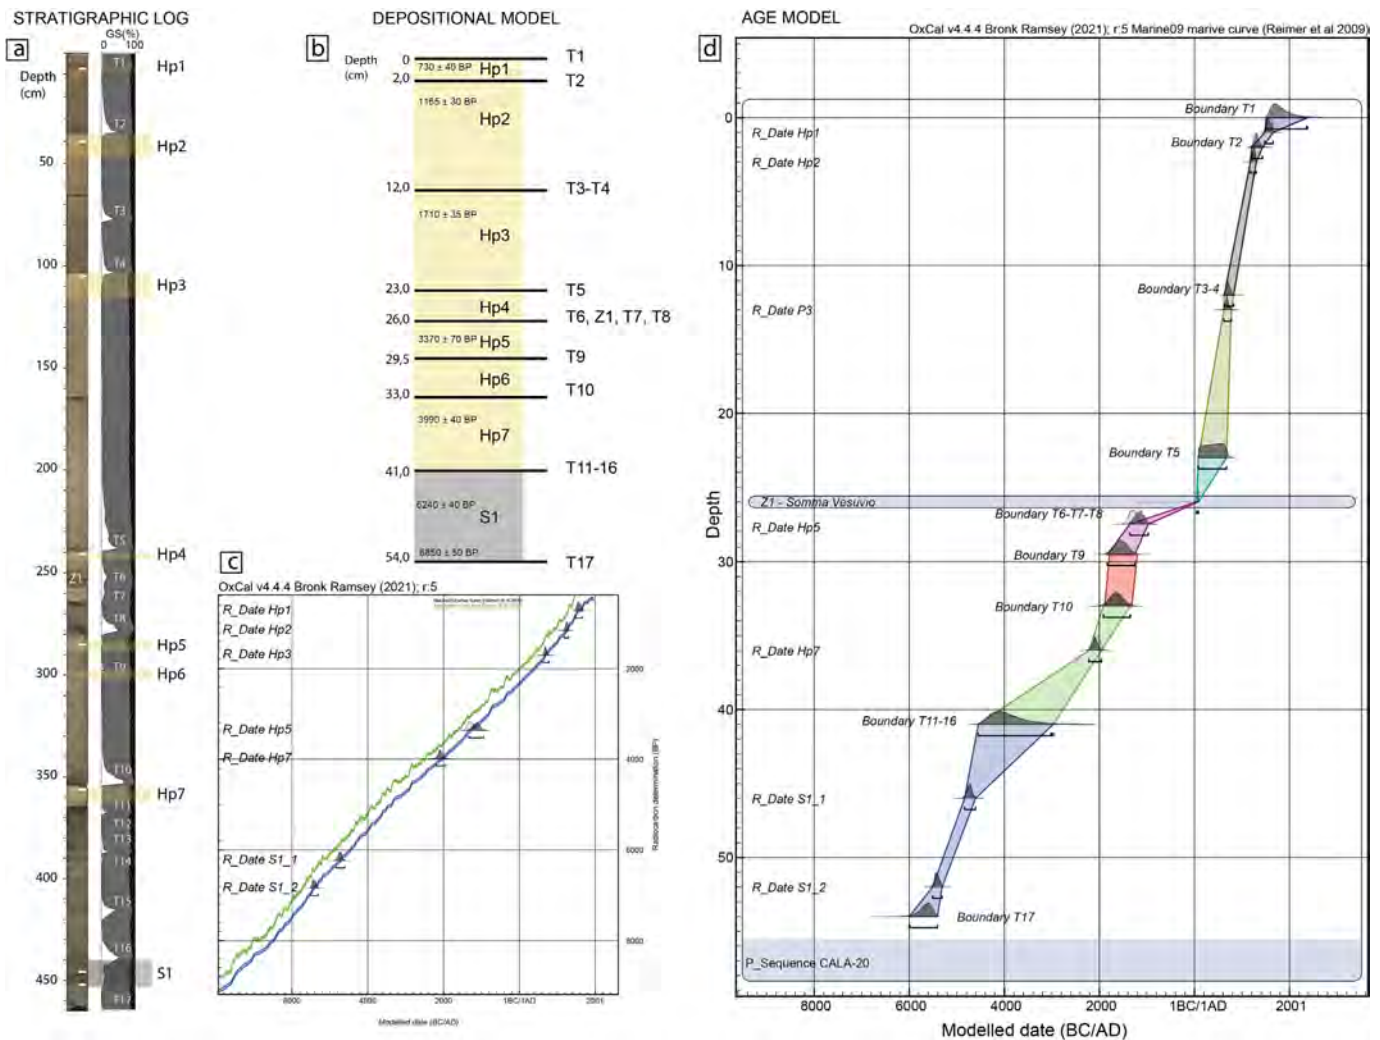 STRATIGRAPHIC LOG
a
GS(%)
0 100
Depth
(cm)
T1
Hp1
T2
Hp2
50
T3
T4
100
Hp3
150
200
T5
Hp4
Z1
T6
250
T7
T8
Hp5
T9
300
Hp6
T10
350
Hp7
T11
T12
T13
T14
400
T15
T16
S1
450
T17
DEPOSITIONAL MODEL
b
Depth
(cm)
0
T1
730 ± 40 BP
Hp1
2,0
T2
1165 ± 30 BP
Hp2
12,0
T3-T4
1710 ± 35 BP
Hp3
23,0
T5
Hp4
26,0
T6, Z1, T7, T8
3370 ± 70 BP
Hp5
29,5
T9
Hp6
33,0
T10
3990 ± 40 BP
Hp7
41,0
T11-16
6240 ± 40 BP
S1
6850 ± 50 BP
54,0
T17
c
OxCal v4.4.4 Bronk Ramsey (2021); r:5
R_Date Hp1
R_Date Hp2
R_Date Hp3
2000
R_Date Hp5
R_Date Hp7
4000
R_Date S1_1
6000
R_Date S1_2
8000
Radiocarbon determination (BP)
6000 4000 2000 1BC/1AD 2001
Modelled date (BC/AD)
AGE MODEL
d
OxCal v4.4.4 Bronk Ramsey (2021); r:5 Marine09 marive curve (Reimer et al 2009)
Boundary T1
0
R_Date Hp1
Boundary T2
R_Date Hp2
10
Boundary T3-4
R_Date P3
20
Boundary T5
Z1 - Somma Vesuvio
Boundary T6-T7-T8
R_Date Hp5
Boundary T9
30
Boundary T10
R_Date Hp7
40
Boundary T11-16
R_Date S1_1
50
R_Date S1_2
Boundary T17
P_Sequence CALA-20
Depth
8000 6000 4000 2000 1BC/1AD 2001
Modelled date (BC/AD)